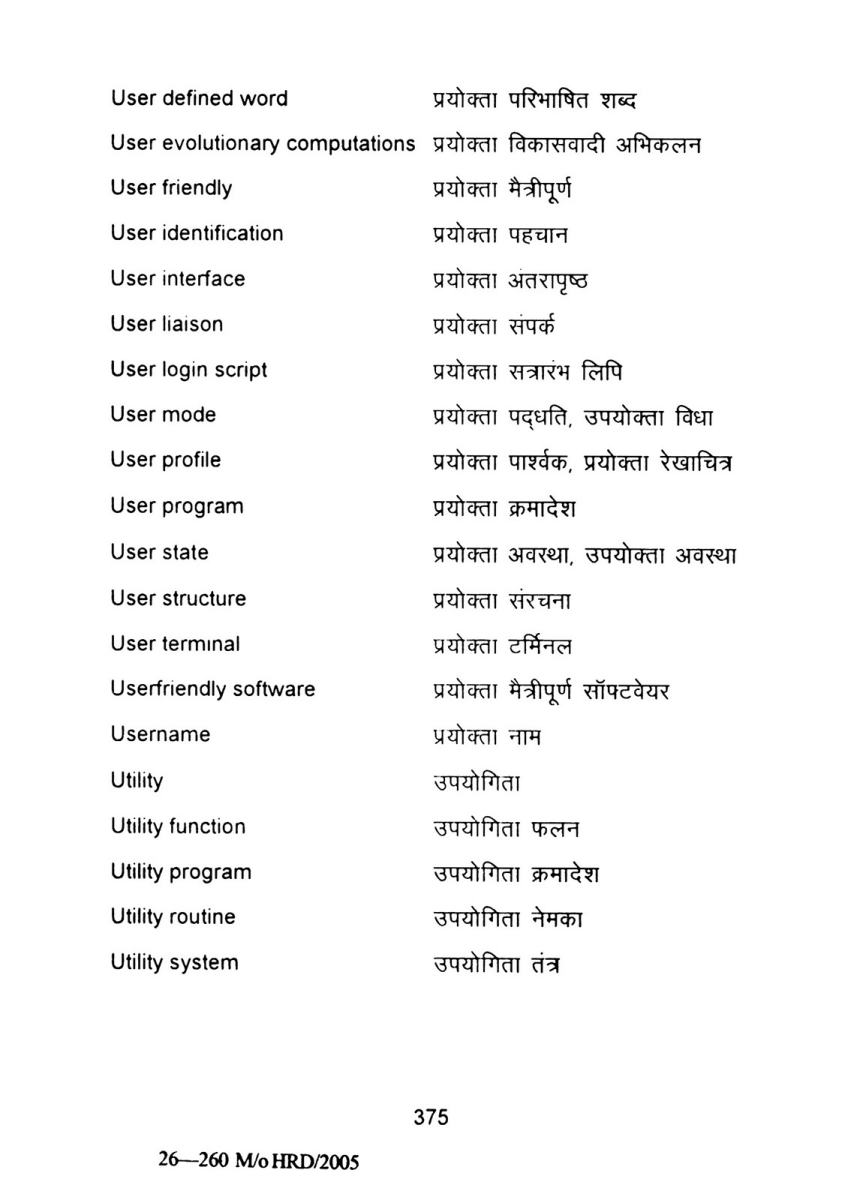 User defined word प्रयोक्ता परिभाषित शब्द
User evolutionary computations प्रयोक्ता विकासवादी अभिकलन
User friendly प्रयोक्ता मैत्रीपूर्ण
User identification प्रयोक्ता पहचान
User interface प्रयोक्ता अंतरापृष्ठ
User liaison प्रयोक्ता संपर्क
User login script प्रयोक्ता सत्रारंभ लिपि
User mode प्रयोक्ता पद्धति, उपयोक्ता विधा
User profile प्रयोक्ता पार्श्वक, प्रयोक्ता रेखाचित्र
User program प्रयोक्ता क्रमादेश
User state प्रयोक्ता अवस्था, उपयोक्ता अवस्था
User structure प्रयोक्ता संरचना
User terminal प्रयोक्ता टर्मिनल
Userfriendly software प्रयोक्ता मैत्रीपूर्ण सॉफ्टवेयर
Username प्रयोक्ता नाम
Utility उपयोगिता
Utility function उपयोगिता फलन
Utility program उपयोगिता क्रमादेश
Utility routine उपयोगिता नेमका
Utility system उपयोगिता तंत्र
375
26—260 M/o HRD/2005